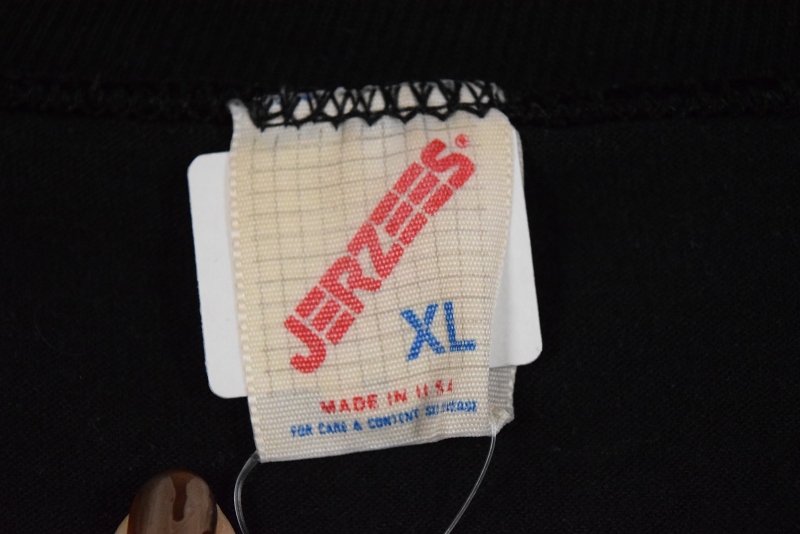 JERZEES®
XL
MADE IN U.S.A
FOR CARE & CONTENT SEE REVERSE